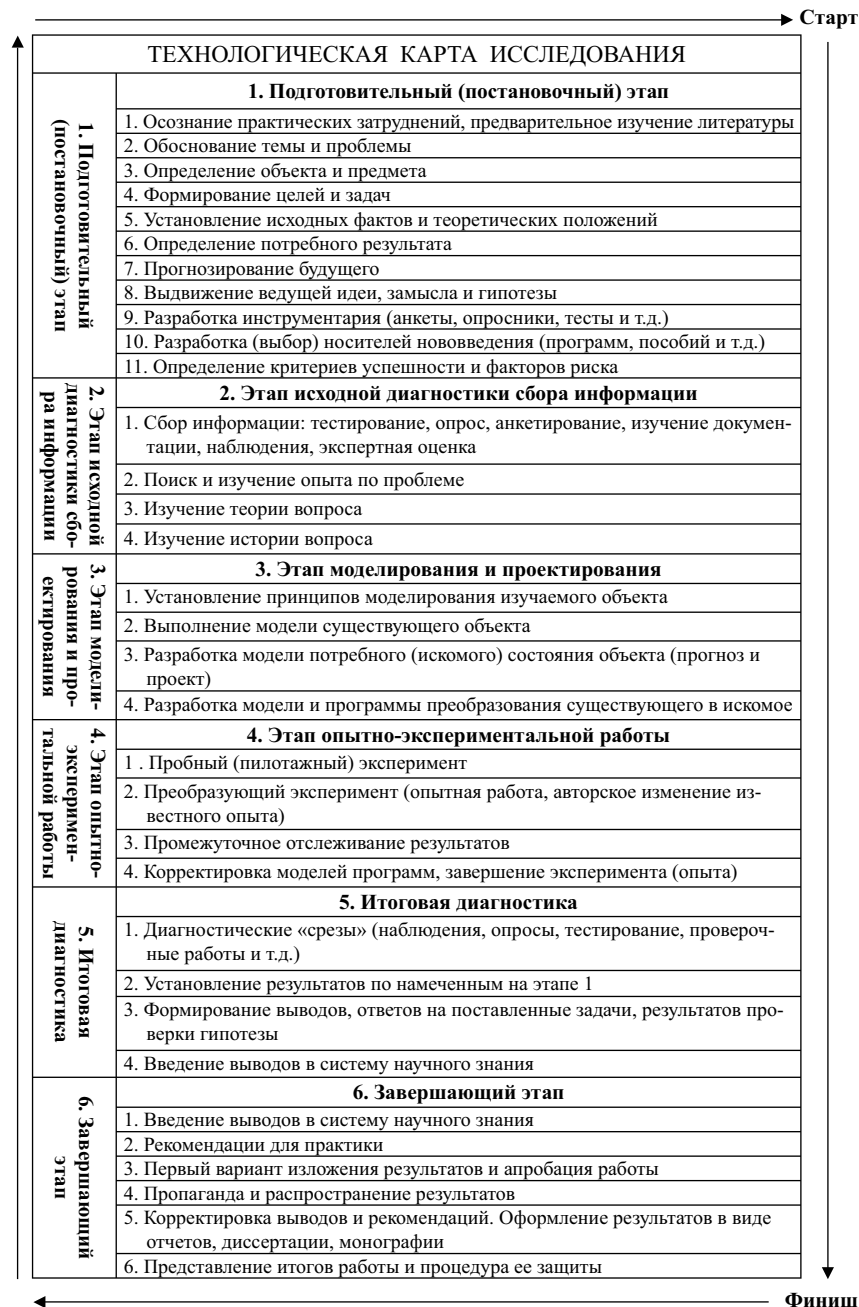 Старт
ТЕХНОЛОГИЧЕСКАЯ КАРТА ИССЛЕДОВАНИЯ
1. Подготовительный
(постановочный) этап
1. Подготовительный (постановочный) этап
1. Осознание практических затруднений, предварительное изучение литературы
2. Обоснование темы и проблемы
3. Определение объекта и предмета
4. Формирование целей и задач
5. Установление исходных фактов и теоретических положений
6. Определение потребного результата
7. Прогнозирование будущего
8. Выдвижение ведущей идеи, замысла и гипотезы
9. Разработка инструментария (анкеты, опросники, тесты и т.д.)
10. Разработка (выбор) носителей нововведения (программ, пособий и т.д.)
11. Определение критериев успешности и факторов риска
2. Этап исходной
диагностики сбо-
ра информации
2. Этап исходной диагностики сбора информации
1. Сбор информации: тестирование, опрос, анкетирование, изучение докумен-
тации, наблюдения, экспертная оценка
2. Поиск и изучение опыта по проблеме
3. Изучение теории вопроса
4. Изучение истории вопроса
3. Этап модели-
рования и про-
ектирования
3. Этап моделирования и проектирования
1. Установление принципов моделирования изучаемого объекта
2. Выполнение модели существующего объекта
3. Разработка модели потребного (искомого) состояния объекта (прогноз и
проект)
4. Разработка модели и программы преобразования существующего в искомое
4. Этап опытно-
эксперимен-
тальной работы
4. Этап опытно-экспериментальной работы
1 . Пробный (пилотажный) эксперимент
2. Преобразующий эксперимент (опытная работа, авторское изменение из-
вестного опыта)
3. Промежуточное отслеживание результатов
4. Корректировка моделей программ, завершение эксперимента (опыта)
5. Итоговая
диагностика
5. Итоговая диагностика
1. Диагностические «срезы» (наблюдения, опросы, тестирование, провероч-
ные работы и т.д.)
2. Установление результатов по намеченным на этапе 1
3. Формирование выводов, ответов на поставленные задачи, результатов про-
верки гипотезы
4. Введение выводов в систему научного знания
6. Завершающий
этап
6. Завершающий этап
1. Введение выводов в систему научного знания
2. Рекомендации для практики
3. Первый вариант изложения результатов и апробация работы
4. Пропаганда и распространение результатов
5. Корректировка выводов и рекомендаций. Оформление результатов в виде
отчетов, диссертации, монографии
6. Представление итогов работы и процедура ее защиты
Финиш